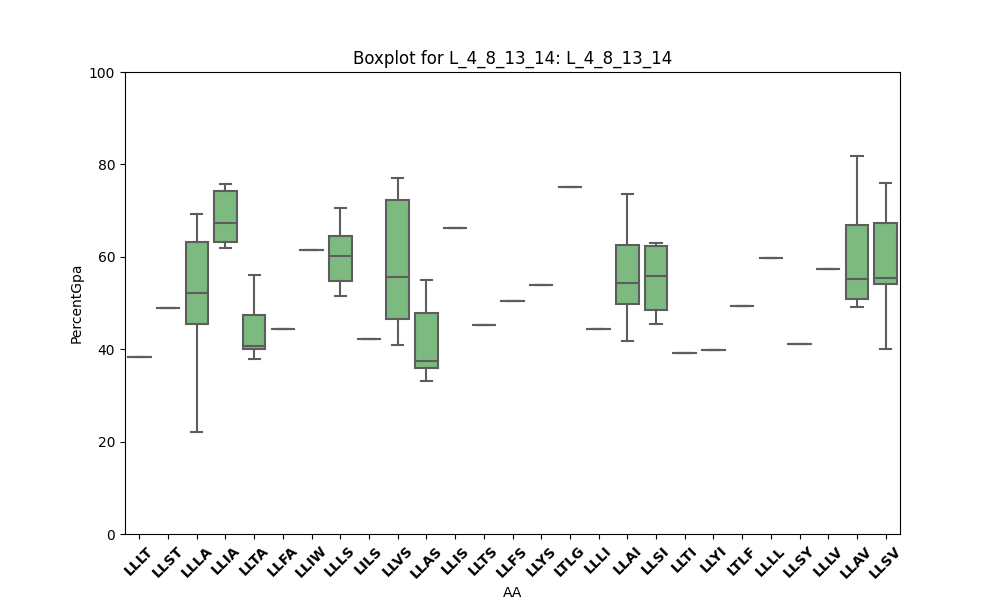 Boxplot for L_4_8_13_14: L_4_8_13_14
100
80
60
40
20
0
PercentGpa
LLLT LLST LLLA LLIA LLTA LLFA LLIW LLLS LILS LLVS LLAS LLIS LLTS LLFS LLYS LTLG LLLI LLAI LLSI LLTI LLYI LTLF LLLL LLSY LLLV LLAV LLSV
AA